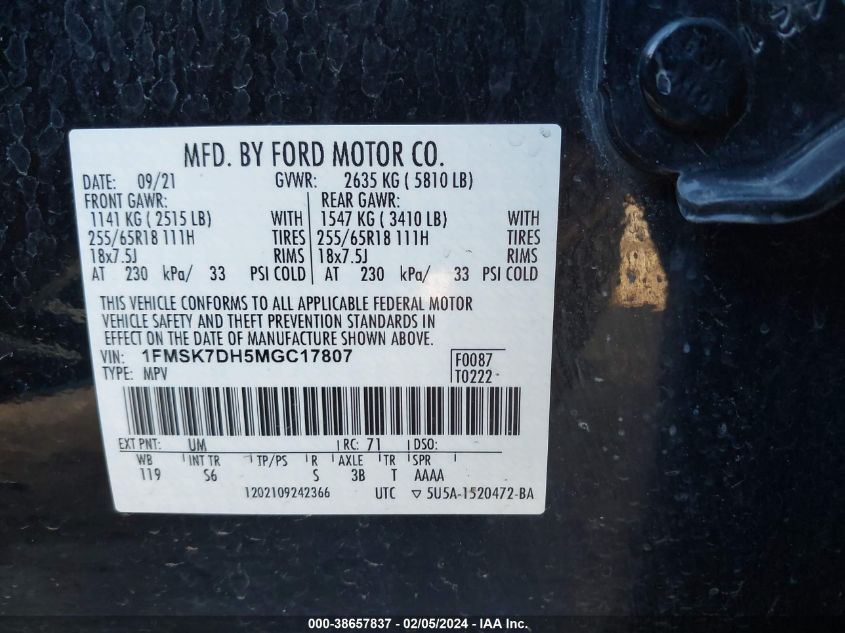 MFD. BY FORD MOTOR CO.
DATE: 09/21 GVWR: 2635 KG ( 5810 LB)
FRONT GAWR: REAR GAWR:
1141 KG ( 2515 LB) WITH 1547 KG ( 3410 LB) WITH
255/65R18 111H TIRES 255/65R18 111H TIRES
18x7.5J RIMS 18x7.5J RIMS
AT 230 kPa/ 33 PSI COLD AT 230 kPa/ 33 PSI COLD
THIS VEHICLE CONFORMS TO ALL APPLICABLE FEDERAL MOTOR
VEHICLE SAFETY AND THEFT PREVENTION STANDARDS IN
EFFECT ON THE DATE OF MANUFACTURE SHOWN ABOVE.
VIN: 1FMSK7DH5MGC17807 F0087
TYPE: MPV T0222
EXT PNT: UM RC: 71 DSO:
WB INT TR TP/PS R AXLE TR SPR
119 S6 S 3B T AAAA
1202109242366 UTC ▽ 5U5A-1520472-BA
000-38657837 - 02/05/2024 - IAA Inc.